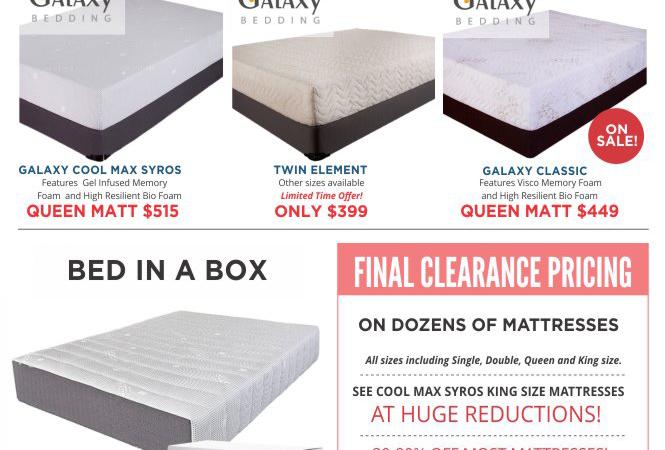 GALAXY
BEDDING
GALAXY
BEDDING
GALAXY
BEDDING
ON
SALE!
GALAXY COOL MAX SYROS
Features Gel Infused Memory
Foam and High Resilient Bio Foam
QUEEN MATT $515
TWIN ELEMENT
Other sizes available
Limited Time Offer!
ONLY $399
GALAXY CLASSIC
Features Visco Memory Foam
and High Resilient Bio Foam
QUEEN MATT $449
BED IN A BOX
FINAL CLEARANCE PRICING
ON DOZENS OF MATTRESSES
All sizes including Single, Double, Queen and King size.
SEE COOL MAX SYROS KING SIZE MATTRESSES
AT HUGE REDUCTIONS!
OFF MOST MATTRESSES!